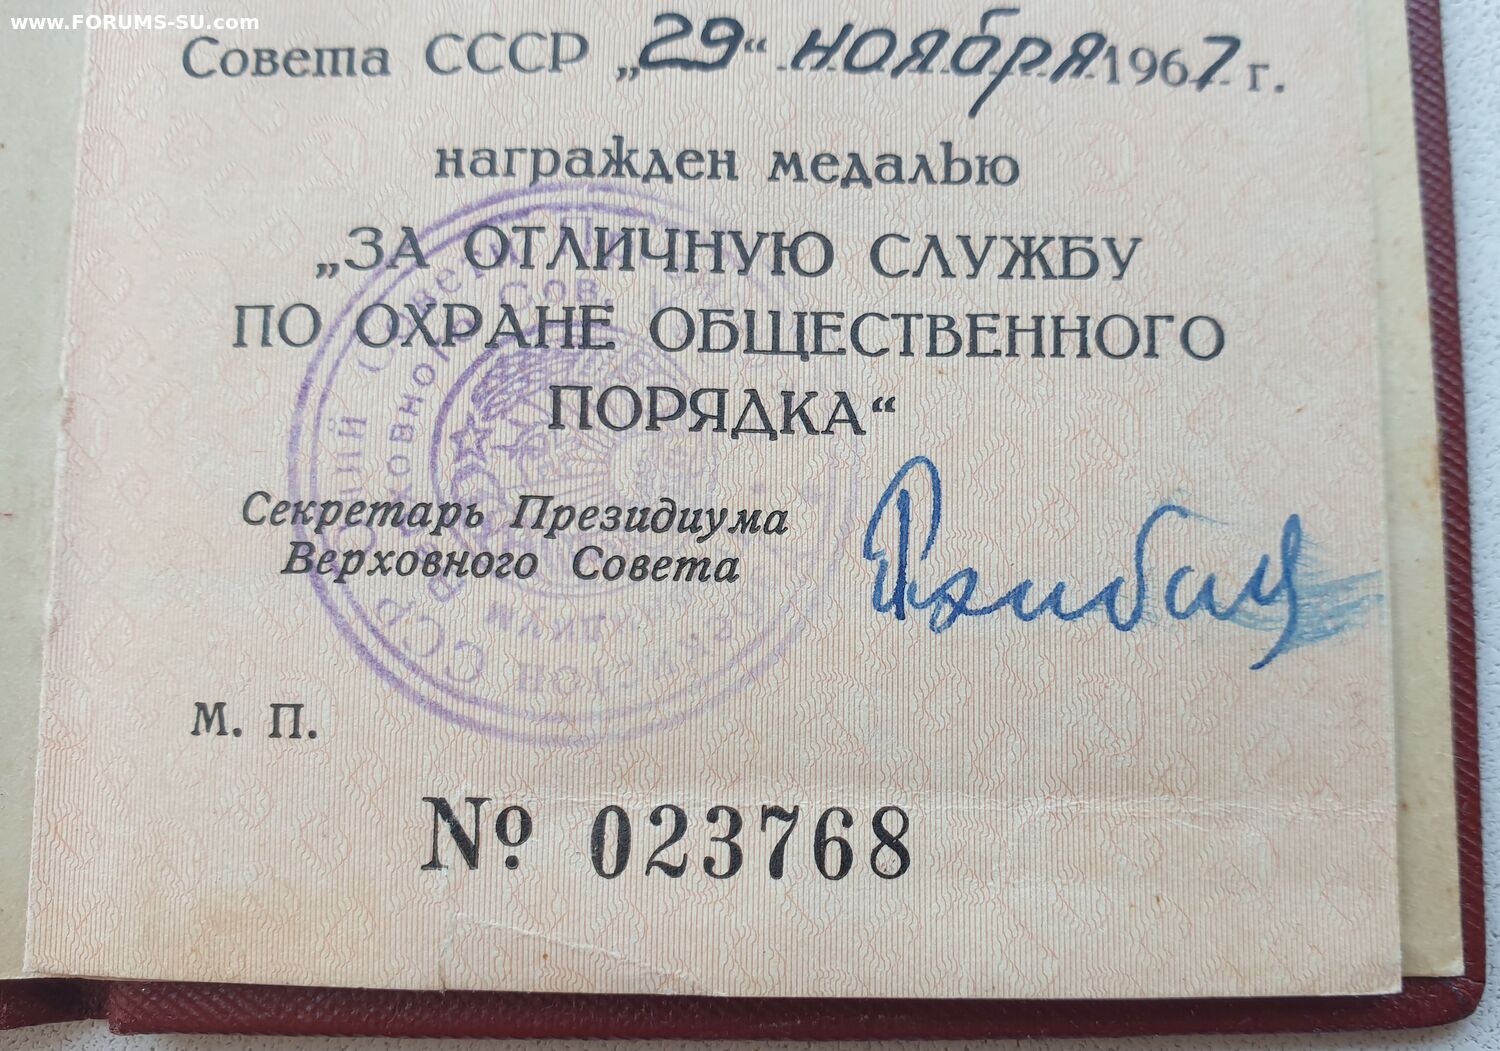 www.FORUMS-SU.com
Совета СССР „29“ ноября 1967 г.
награжден медалью
„ЗА ОТЛИЧНУЮ СЛУЖБУ
ПО ОХРАНЕ ОБЩЕСТВЕННОГО
ПОРЯДКА“
Секретарь Президиума
Верховного Совета
М. П.
№ 023768